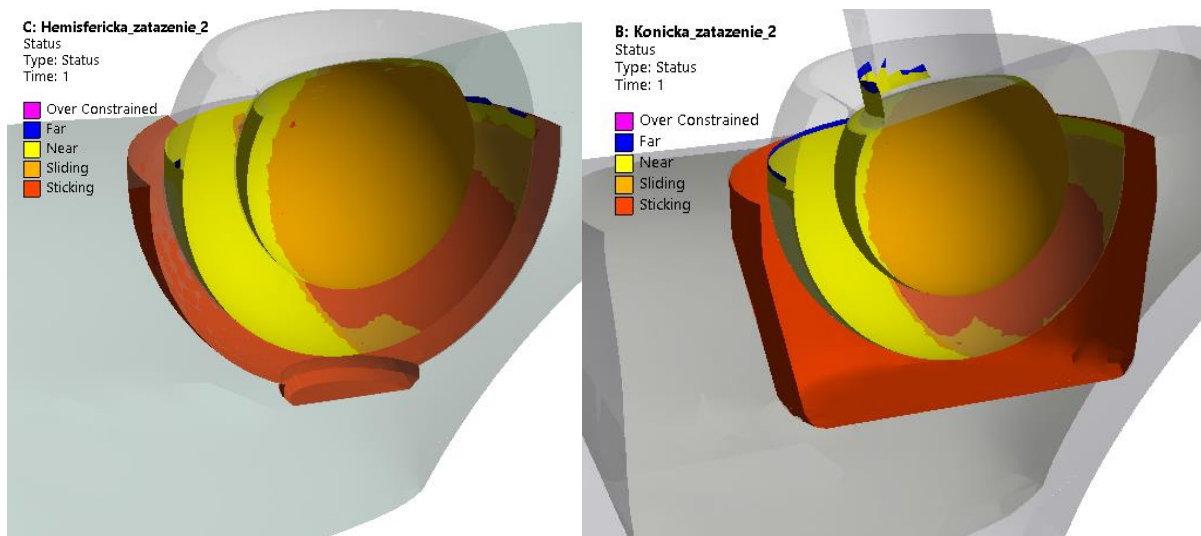 C: Hemisfericka_zatazenie_2
Status
Type: Status
Time: 1
Over Constrained
Far
Near
Sliding
Sticking
B: Konicka_zatazenie_2
Status
Type: Status
Time: 1
Over Constrained
Far
Near
Sliding
Sticking